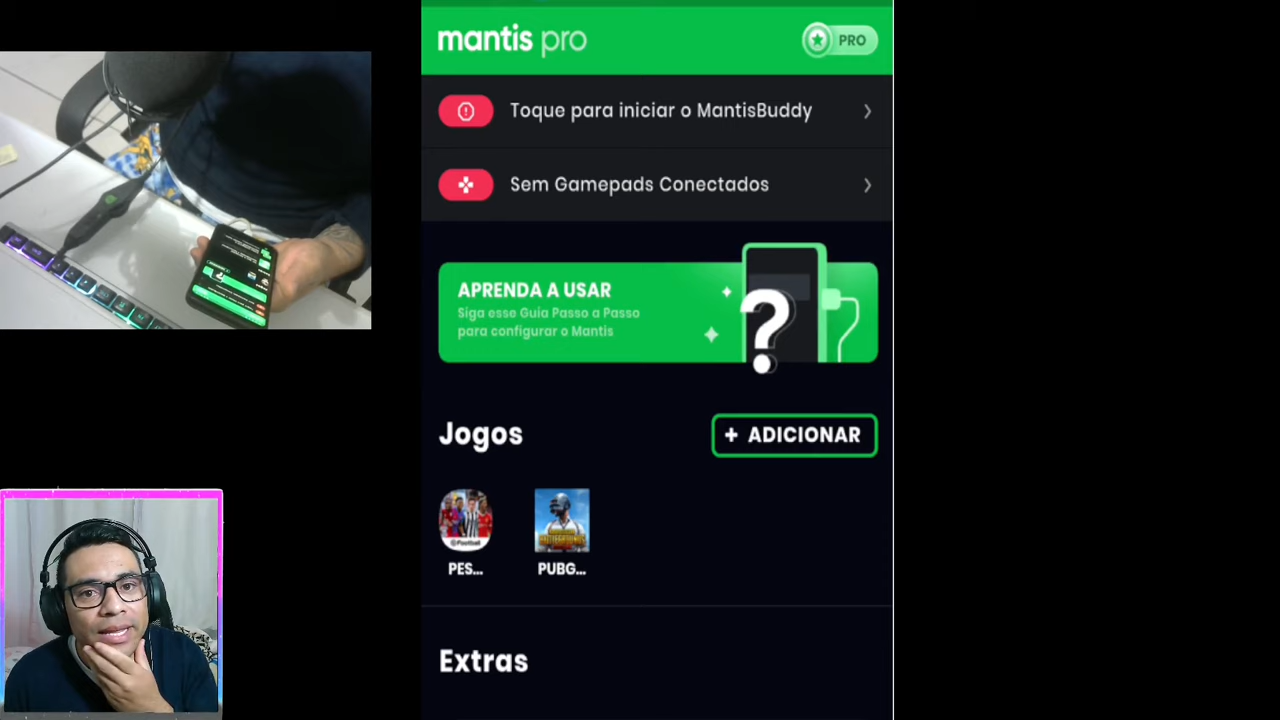 mantis pro
PRO
Toque para iniciar o MantisBuddy
Sem Gamepads Conectados
APRENDA A USAR
Siga esse Guia Passo a Passo
para configurar o Mantis
?
Jogos
+ ADICIONAR
PES...
PUBG...
Extras